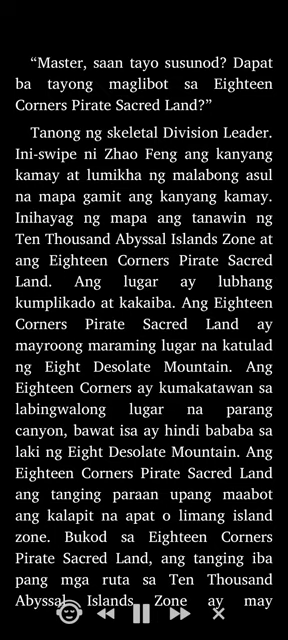 “Master, saan tayo susunod? Dapat
ba tayong maglibot sa Eighteen
Corners Pirate Sacred Land?”
Tanong ng skeletal Division Leader.
Ini-swipe ni Zhao Feng ang kanyang
kamay at lumikha ng malabong asul
na mapa gamit ang kanyang kamay.
Inihayag ng mapa ang tanawin ng
Ten Thousand Abyssal Islands Zone at
ang Eighteen Corners Pirate Sacred
Land. Ang lugar ay lubhang
kumplikado at kakaiba. Ang Eighteen
Corners Pirate Sacred Land ay
mayroong maraming lugar na katulad
ng Eight Desolate Mountain. Ang
Eighteen Corners ay kumakatawan sa
labingwalong lugar na parang
canyon, bawat isa ay hindi bababa sa
laki ng Eight Desolate Mountain. Ang
Eighteen Corners Pirate Sacred Land
ang tanging paraan upang maabot
ang kalapit na apat o limang island
zone. Bukod sa Eighteen Corners
Pirate Sacred Land, ang tanging iba
pang mga ruta sa Ten Thousand
Abyssal Islands Zone ay may